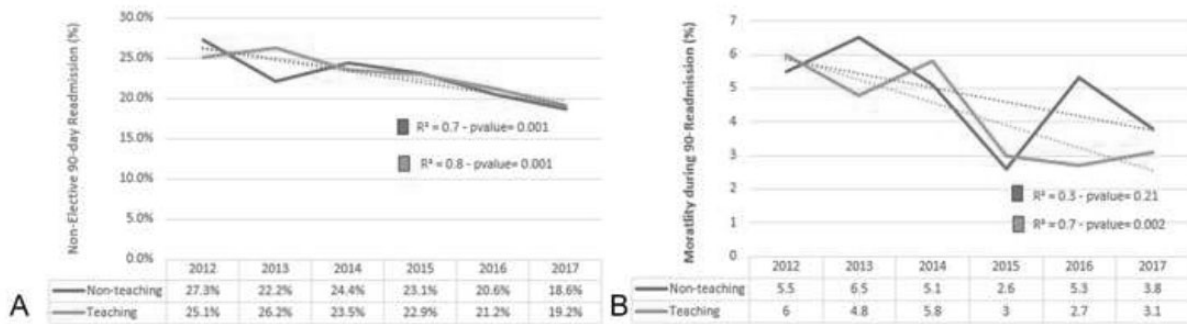 Non-Elective 90-day Readmission (%)
30.0%
25.0%
20.0%
15.0%
10.0%
5.0%
0.0%
R² = 0.7 - pvalue= 0.001
R² = 0.8 - pvalue= 0.001
2012 2013 2014 2015 2016 2017
Non-teaching 27.3% 22.2% 24.4% 23.1% 20.6% 18.6%
Teaching 25.1% 26.2% 23.5% 22.9% 21.2% 19.2%
A
Moratlity during 90-Readmission (%)
7
6
5
4
3
2
1
0
R² = 0.3 - pvalue= 0.21
R² = 0.7 - pvalue= 0.002
2012 2013 2014 2015 2016 2017
Non-teaching 5.5 6.5 5.1 2.6 5.3 3.8
Teaching 6 4.8 5.8 3 2.7 3.1
B